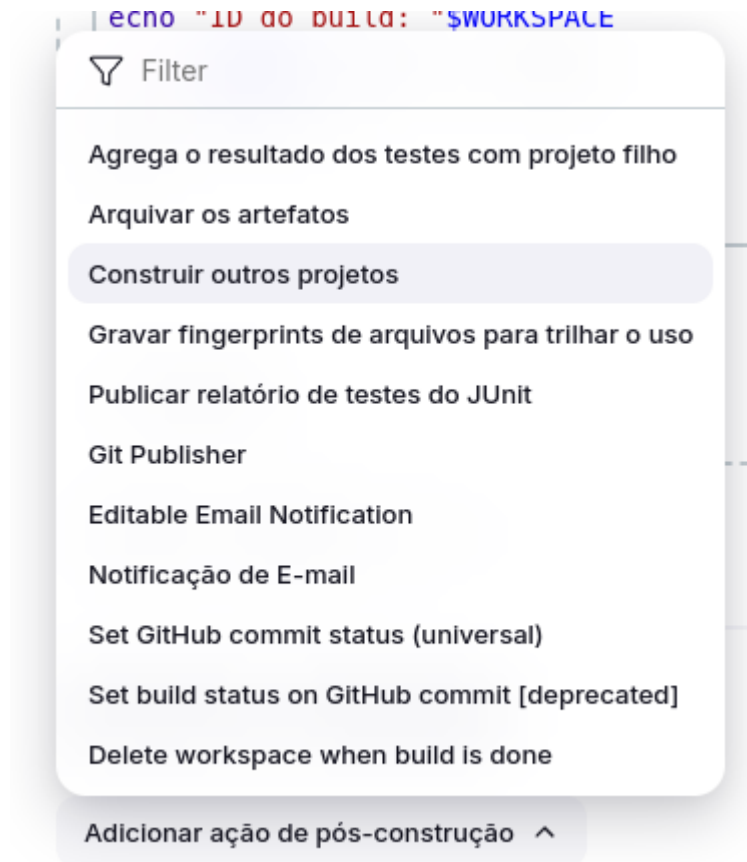 echo "ID do build: "$WORKSPACE
Filter
Agrega o resultado dos testes com projeto filho
Arquivar os artefatos
Construir outros projetos
Gravar fingerprints de arquivos para trilhar o uso
Publicar relatório de testes do JUnit
Git Publisher
Editable Email Notification
Notificação de E-mail
Set GitHub commit status (universal)
Set build status on GitHub commit [deprecated]
Delete workspace when build is done
Adicionar ação de pós-construção